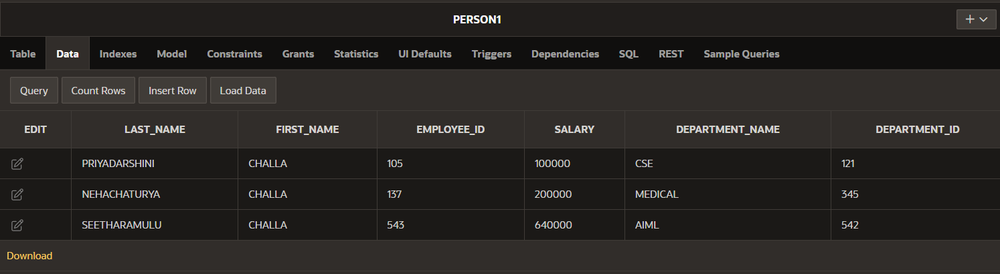 PERSON1
Table Data Indexes Model Constraints Grants Statistics UI Defaults Triggers Dependencies SQL REST Sample Queries
Query Count Rows Insert Row Load Data
EDIT LAST_NAME FIRST_NAME EMPLOYEE_ID SALARY DEPARTMENT_NAME DEPARTMENT_ID
PRIYADARSHINI CHALLA 105 100000 CSE 121
NEHACHATURYA CHALLA 137 200000 MEDICAL 345
SEETHARAMULU CHALLA 543 640000 AIML 542
Download